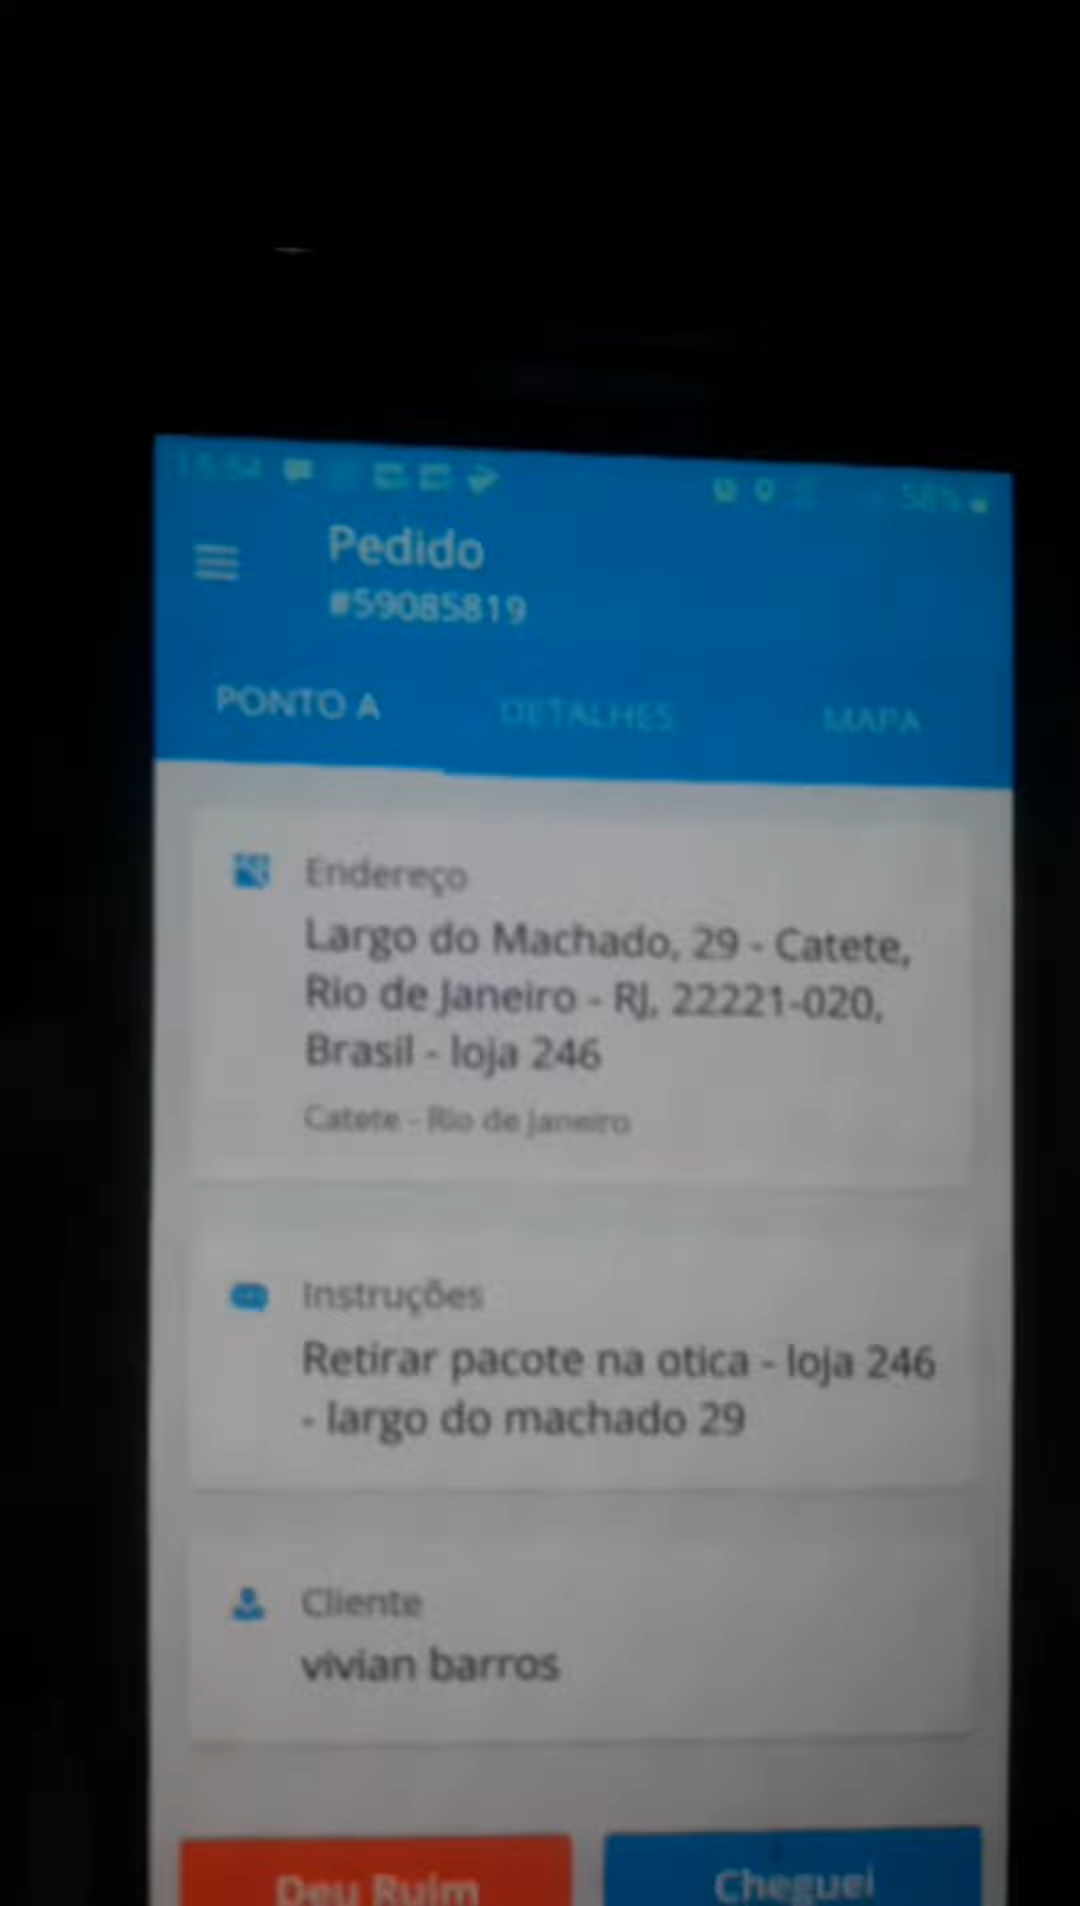 58%
Pedido
#59085819
PONTO A DETALHES MAPA
Endereço
Largo do Machado, 29 - Catete,
Rio de Janeiro - RJ, 22221-020,
Brasil - loja 246
Catete - Rio de Janeiro
Instruções
Retirar pacote na otica - loja 246
- largo do machado 29
Cliente
vivian barros
Deu Ruim Cheguei